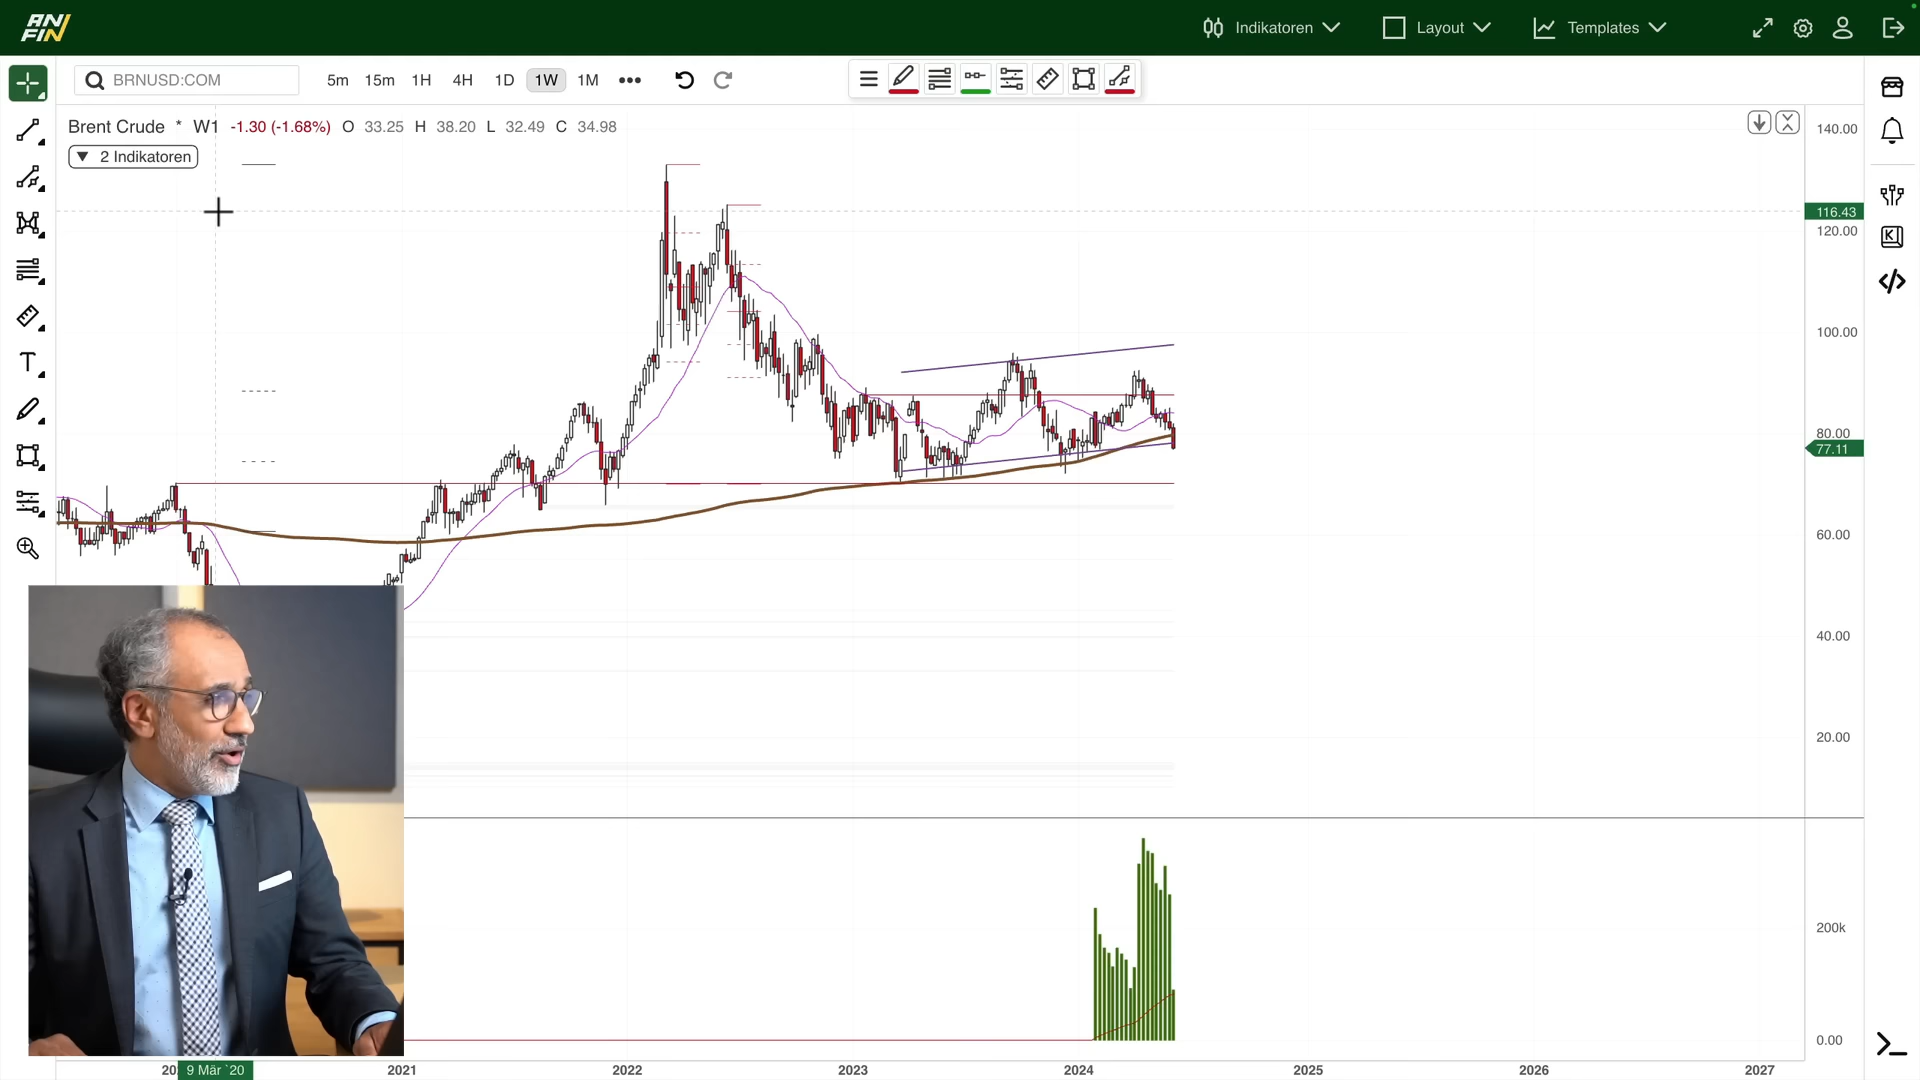 ANFIN
Indikatoren
Layout
Templates
BRNUSD:COM
5m 15m 1H 4H 1D 1W 1M
Brent Crude * W1 -1.30 (-1.68%) O 33.25 H 38.20 L 32.49 C 34.98
2 Indikatoren
T
K
140.00
116.43
120.00
100.00
80.00
77.11
60.00
40.00
20.00
200k
0.00
20
9 Mär `20
2021
2022
2023
2024
2025
2026
2027